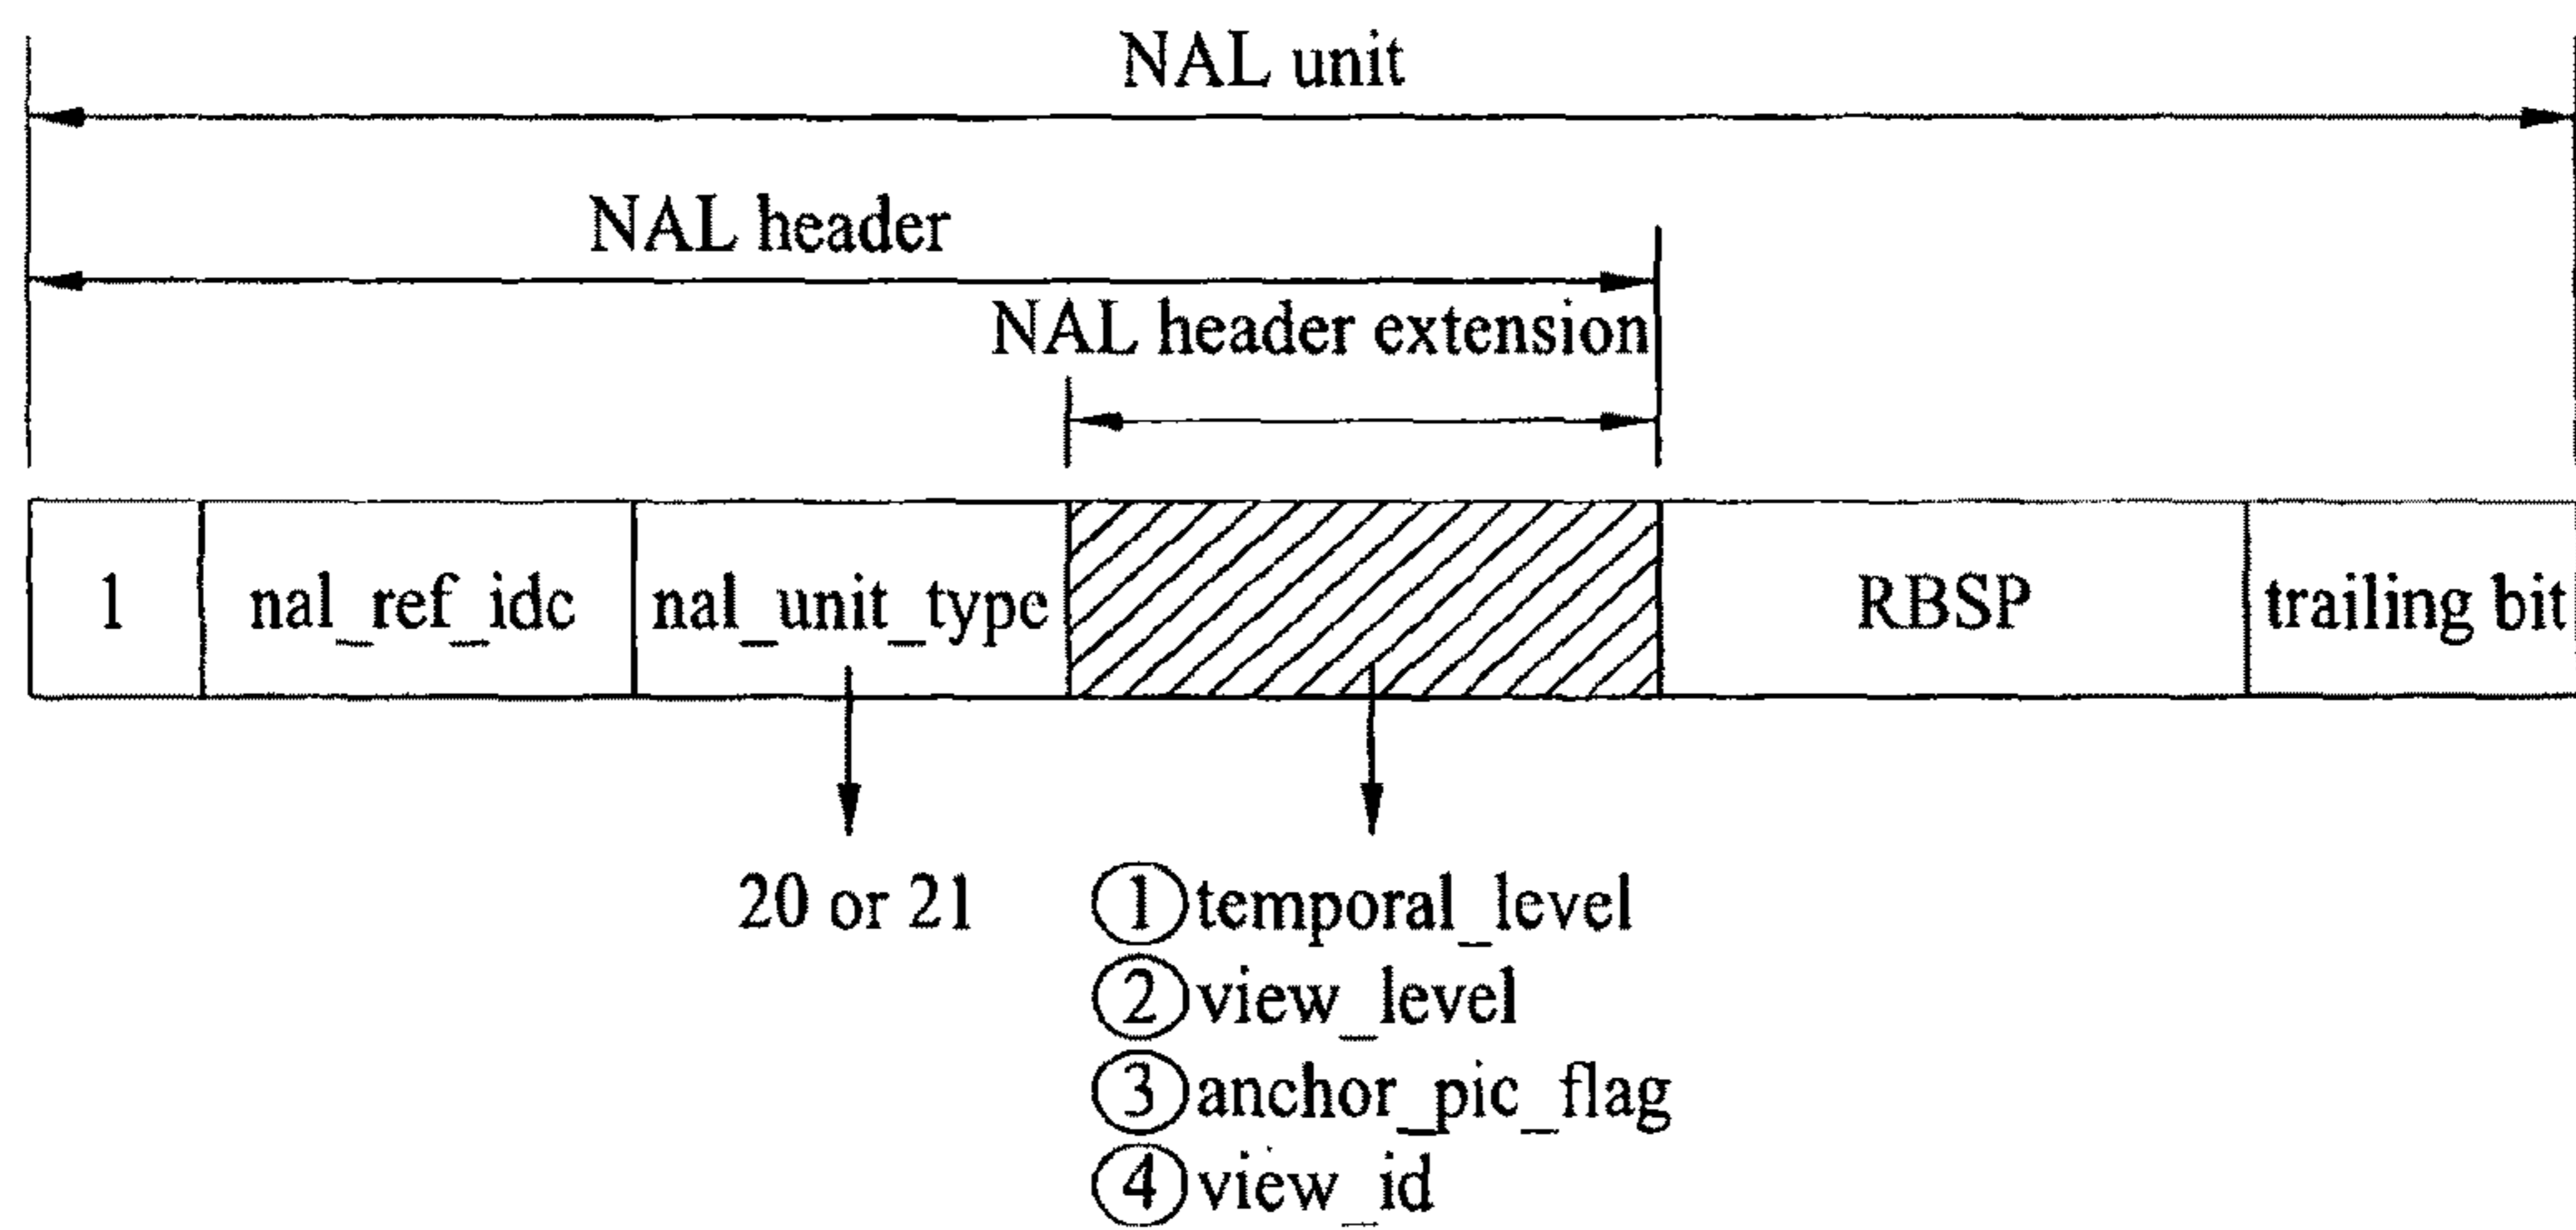 NAL unit
NAL header
NAL header extension
1 nal_ref_idc nal_unit_type RBSP trailing bit
20 or 21
①temporal_level
②view_level
③anchor_pic_flag
④view_id